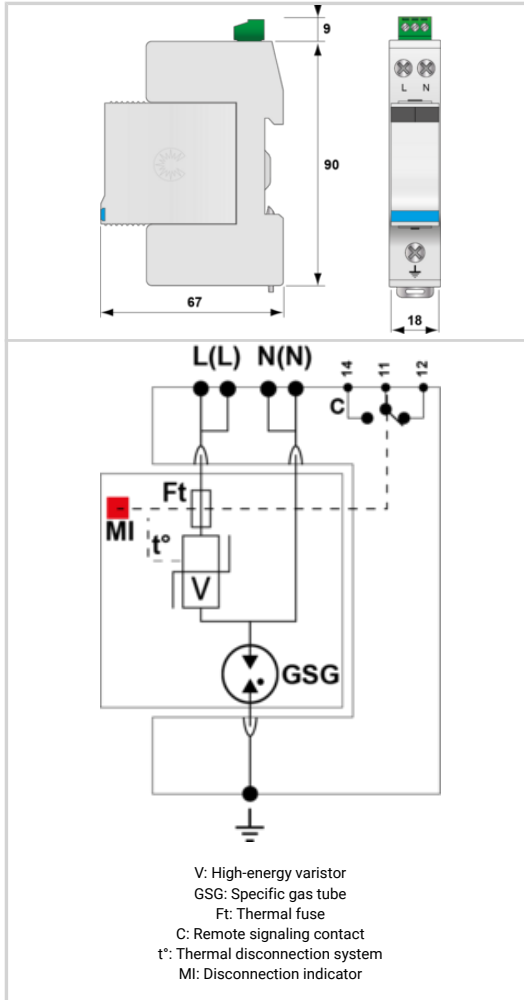 9
L N
90
67
18
L(L) N(N)
14 11 12
C
Ft
MI
t°
V
GSG
V: High-energy varistor
GSG: Specific gas tube
Ft: Thermal fuse
C: Remote signaling contact
t°: Thermal disconnection system
MI: Disconnection indicator